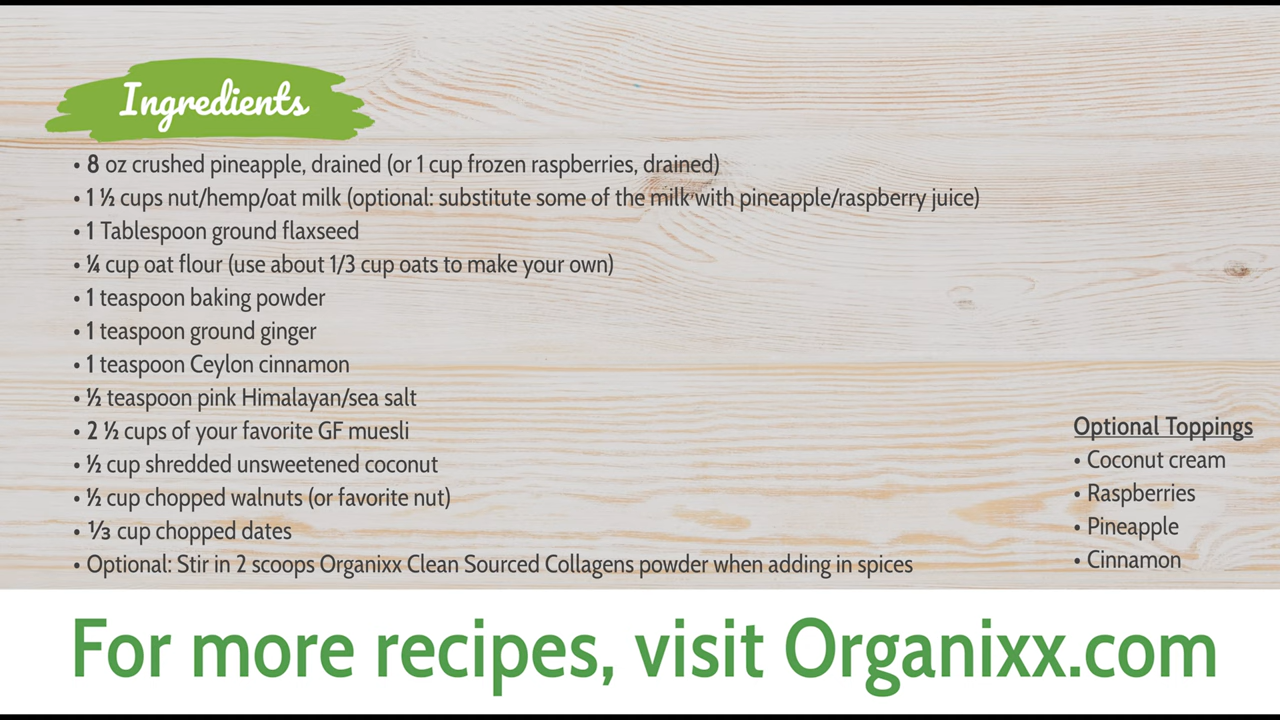 Ingredients
• 8 oz crushed pineapple, drained (or 1 cup frozen raspberries, drained)
• 1 ½ cups nut/hemp/oat milk (optional: substitute some of the milk with pineapple/raspberry juice)
• 1 Tablespoon ground flaxseed
• ¼ cup oat flour (use about 1/3 cup oats to make your own)
• 1 teaspoon baking powder
• 1 teaspoon ground ginger
• 1 teaspoon Ceylon cinnamon
• ½ teaspoon pink Himalayan/sea salt
• 2 ½ cups of your favorite GF muesli
• ½ cup shredded unsweetened coconut
• ½ cup chopped walnuts (or favorite nut)
• ⅓ cup chopped dates
• Optional: Stir in 2 scoops Organixx Clean Sourced Collagens powder when adding in spices
Optional Toppings
• Coconut cream
• Raspberries
• Pineapple
• Cinnamon
For more recipes, visit Organixx.com